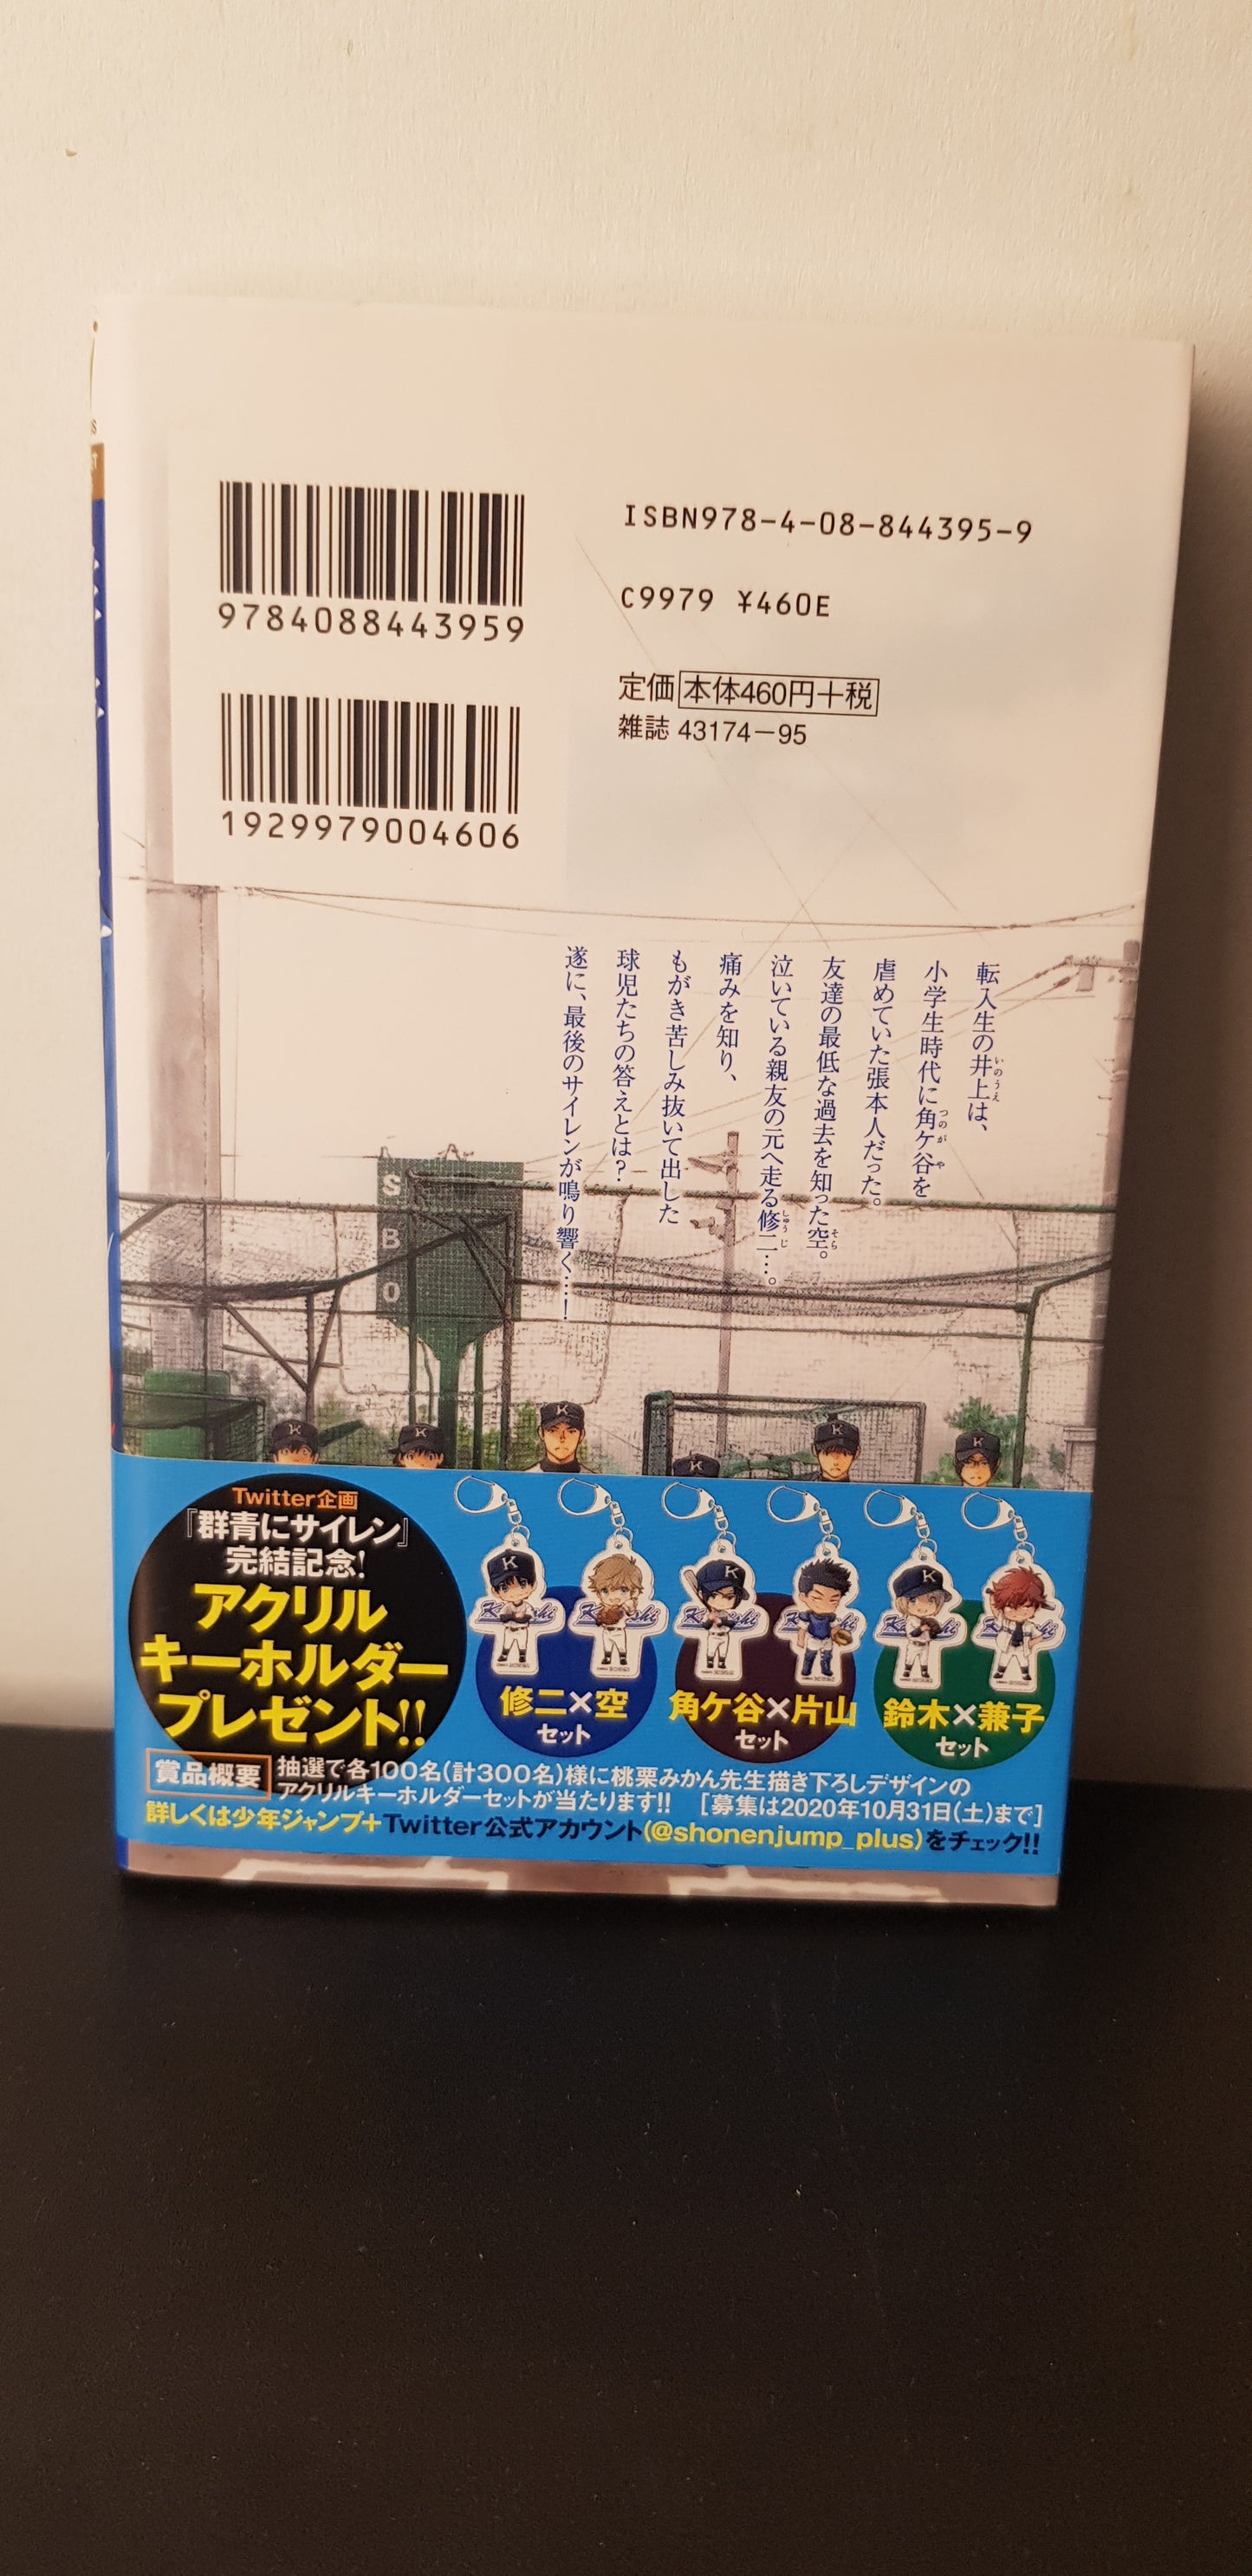 9784088443959
ISBN978-4-08-844395-9
C9979 ¥460E
1929979004606
定価 本体460円+税
雑誌 43174-95
転入生の井上は、
小学生時代に角ケ谷を
虐めていた張本人だった。
友達の最低な過去を知った空。
泣いている親友の元へ走る修二…。
痛みを知り、
もがき苦しみ抜いて出した
球児たちの答えとは?
遂に、最後のサイレンが鳴り響く…!
いのうえ
つのがや
そら
しゅうじ
S
B
O
Twitter企画
『群青にサイレン』
完結記念!
アクリル
キーホルダー
プレゼント!!
修二×空
セット
角ケ谷×片山
セット
鈴木×兼子
セット
賞品概要
抽選で各100名(計300名)様に桃栗みかん先生描き下ろしデザインの
アクリルキーホルダーセットが当たります!! [募集は2020年10月31日(土)まで]
詳しくは少年ジャンプ+Twitter公式アカウント(@shonenjump_plus)をチェック!!